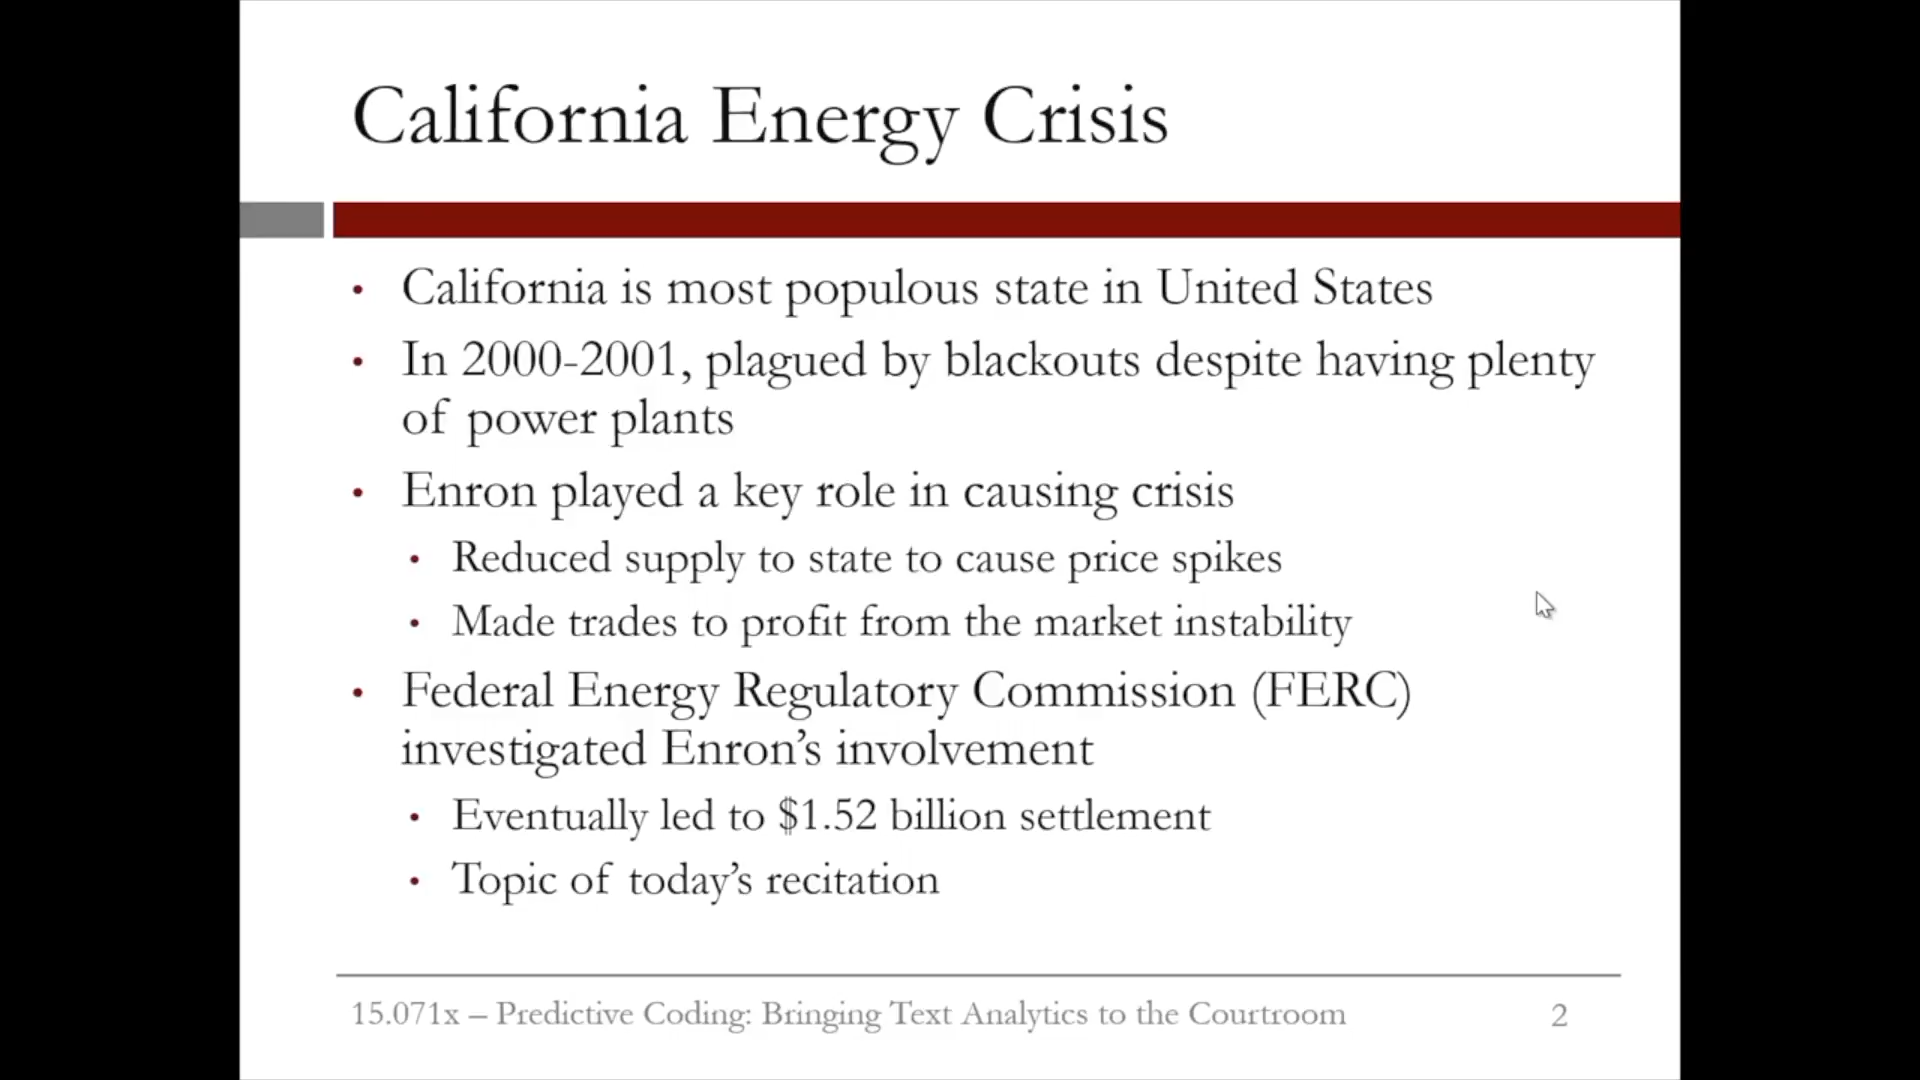 California Energy Crisis
• California is most populous state in United States
• In 2000-2001, plagued by blackouts despite having plenty
of power plants
• Enron played a key role in causing crisis
• Reduced supply to state to cause price spikes
• Made trades to profit from the market instability
• Federal Energy Regulatory Commission (FERC)
investigated Enron’s involvement
• Eventually led to $1.52 billion settlement
• Topic of today’s recitation
15.071x – Predictive Coding: Bringing Text Analytics to the Courtroom 2